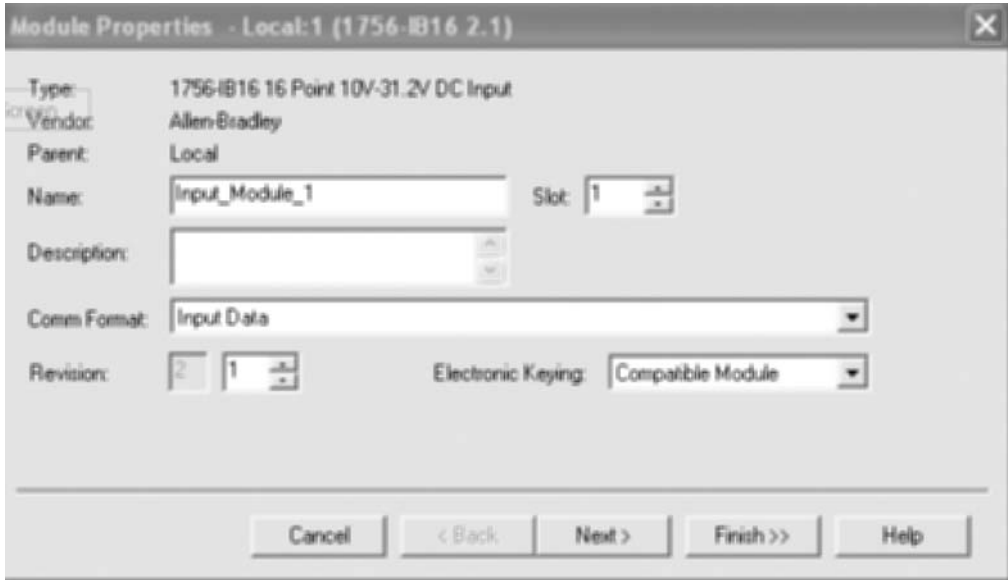 Module Properties - Local:1 (1756-IB16 2.1)
Type: 1756-IB16 16 Point 10V-31.2V DC Input
Screen
Vendor: Allen-Bradley
Parent: Local
Name: Input_Module_1 Slot: 1
Description:
Comm Format: Input Data
Revision: 2 1 Electronic Keying: Compatible Module
Cancel < Back Next > Finish >> Help